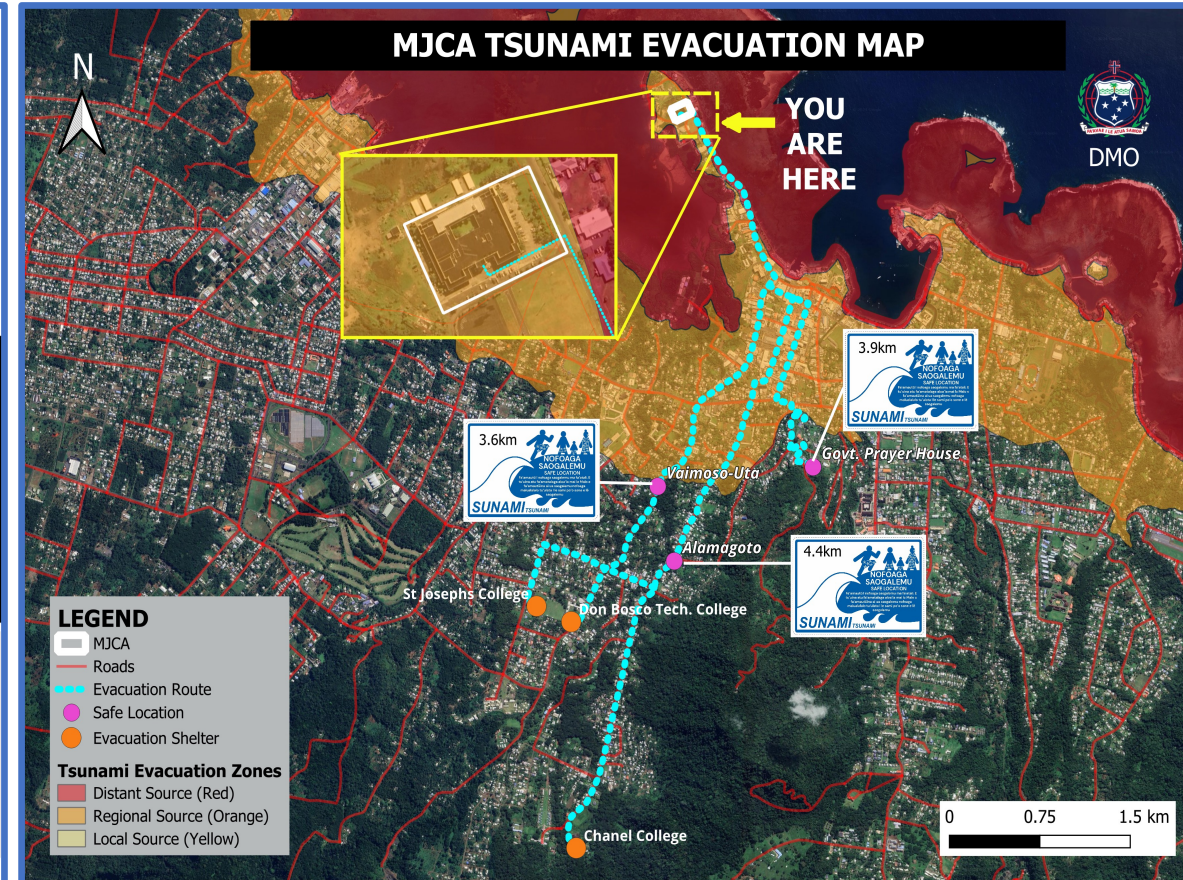 MJCA TSUNAMI EVACUATION MAP
N
YOU
ARE
HERE
DMO
3.9km
NOFOAGA
SAOGALEMU
SAFE LOCATION
SUNAMI TSUNAMI
Govt. Prayer House
3.6km
NOFOAGA
SAOGALEMU
SAFE LOCATION
SUNAMI TSUNAMI
Vaimoso-Uta
Alamagoto
4.4km
NOFOAGA
SAOGALEMU
SAFE LOCATION
SUNAMI TSUNAMI
St Josephs College
Don Bosco Tech. College
Chanel College
LEGEND
MJCA
Roads
Evacuation Route
Safe Location
Evacuation Shelter
Tsunami Evacuation Zones
Distant Source (Red)
Regional Source (Orange)
Local Source (Yellow)
0 0.75 1.5 km